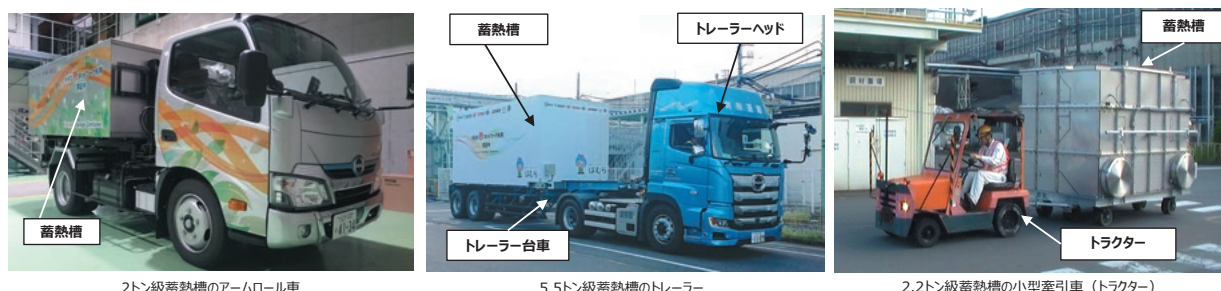 蓄熱槽
2トン級蓄熱槽のアームロール車
蓄熱槽
トレーラーヘッド
はむら
トレーラー台車
5.5トン級蓄熱槽のトレーラー
蓄熱槽
トラクター
2.2トン級蓄熱槽の小型牽引車（トラクター）